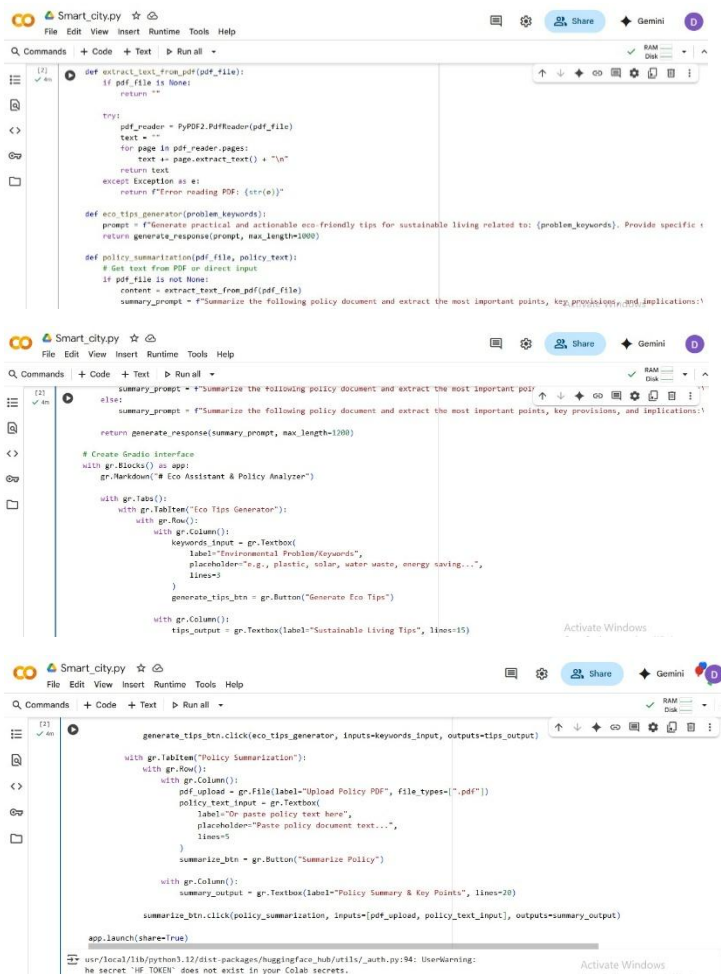 Smart_city.py
File Edit View Insert Runtime Tools Help
Share
Gemini
D
Commands + Code + Text Run all
RAM
Disk
[2]
4m
def extract_text_from_pdf(pdf_file):
if pdf_file is None:
return ""
try:
pdf_reader = PyPDF2.PdfReader(pdf_file)
text = ""
for page in pdf_reader.pages:
text += page.extract_text() + "\n"
return text
except Exception as e:
return f"Error reading PDF: {str(e)}"
def eco_tips_generator(problem_keywords):
prompt = f"Generate practical and actionable eco-friendly tips for sustainable living related to: {problem_keywords}. Provide specific
return generate_response(prompt, max_length=1000)
def policy_summarization(pdf_file, policy_text):
# Get text from PDF or direct input
if pdf_file is not None:
content = extract_text_from_pdf(pdf_file)
summary_prompt = f"Summarize the following policy document and extract the most important points, key provisions, and implications:\
Activate Windows
Smart_city.py
File Edit View Insert Runtime Tools Help
Share
Gemini
D
Commands + Code + Text Run all
RAM
Disk
[2]
4m
summary_prompt = f"Summarize the following policy document and extract the most important poin
else:
summary_prompt = f"Summarize the following policy document and extract the most important points, key provisions, and implications:\
return generate_response(summary_prompt, max_length=1200)
# Create Gradio interface
with gr.Blocks() as app:
gr.Markdown("# Eco Assistant & Policy Analyzer")
with gr.Tabs():
with gr.TabItem("Eco Tips Generator"):
with gr.Row():
with gr.Column():
keywords_input = gr.Textbox(
label="Environmental Problem/Keywords",
placeholder="e.g., plastic, solar, water waste, energy saving...",
lines=3
)
generate_tips_btn = gr.Button("Generate Eco Tips")
with gr.Column():
tips_output = gr.Textbox(label="Sustainable Living Tips", lines=15)
Activate Windows
Smart_city.py
File Edit View Insert Runtime Tools Help
Share
Gemini
D
Commands + Code + Text Run all
RAM
Disk
[2]
4m
generate_tips_btn.click(eco_tips_generator, inputs=keywords_input, outputs=tips_output)
with gr.TabItem("Policy Summarization"):
with gr.Row():
with gr.Column():
pdf_upload = gr.File(label="Upload Policy PDF", file_types=[".pdf"])
policy_text_input = gr.Textbox(
label="Or paste policy text here",
placeholder="Paste policy document text...",
lines=5
)
summarize_btn = gr.Button("Summarize Policy")
with gr.Column():
summary_output = gr.Textbox(label="Policy Summary & Key Points", lines=20)
summarize_btn.click(policy_summarization, inputs=[pdf_upload, policy_text_input], outputs=summary_output)
app.launch(share=True)
usr/local/lib/python3.12/dist-packages/huggingface_hub/utils/_auth.py:94: UserWarning:
he secret `HF_TOKEN` does not exist in your Colab secrets.
Activate Windows